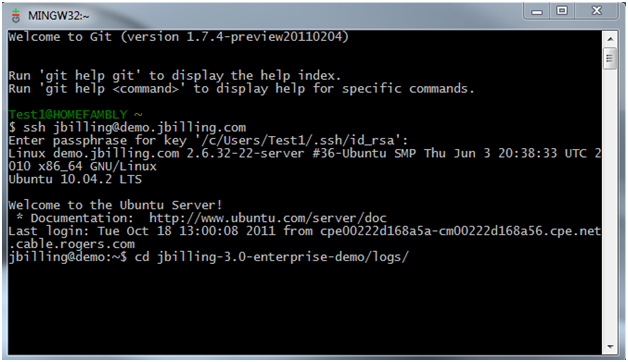 MINGW32:~
Welcome to Git (version 1.7.4-preview20110204)
Run 'git help git' to display the help index.
Run 'git help <command>' to display help for specific commands.
Test1@HOMEFAMBLY ~
$ ssh jbilling@demo.jbilling.com
Enter passphrase for key '/c/Users/Test1/.ssh/id_rsa':
Linux demo.jbilling.com 2.6.32-22-server #36-Ubuntu SMP Thu Jun 3 20:38:33 UTC 2
010 x86_64 GNU/Linux
Ubuntu 10.04.2 LTS
Welcome to the Ubuntu Server!
 * Documentation:  http://www.ubuntu.com/server/doc
Last login: Tue Oct 18 13:00:08 2011 from cpe00222d168a5a-cm00222d168a56.cpe.net
.cable.rogers.com
jbilling@demo:~$ cd jbilling-3.0-enterprise-demo/logs/